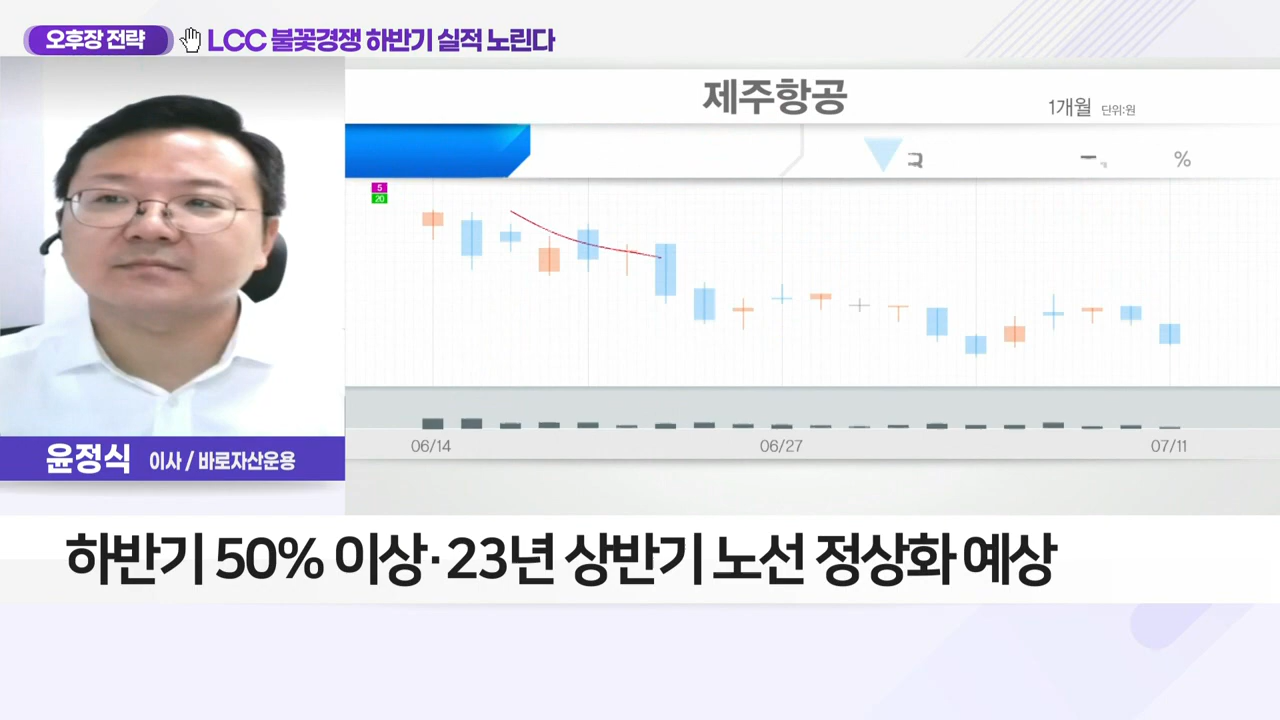 오후장 전략
LCC 불꽃경쟁 하반기 실적 노린다
제주항공
1개월 단위:원
%
5
20
06/14
06/27
07/11
윤정식 이사 / 바로자산운용
하반기 50% 이상·23년 상반기 노선 정상화 예상